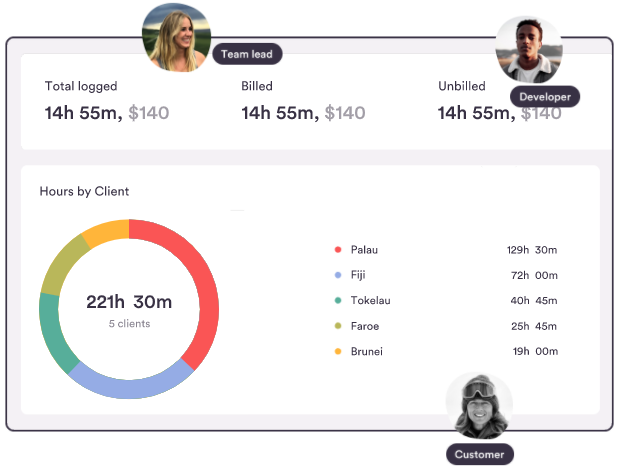 Team lead
Developer
Total logged
14h 55m, $140
Billed
14h 55m, $140
Unbilled
14h 55m, $140
Hours by Client
221h 30m
5 clients
Palau 129h 30m
Fiji 72h 00m
Tokelau 40h 45m
Faroe 25h 45m
Brunei 19h 00m
Customer